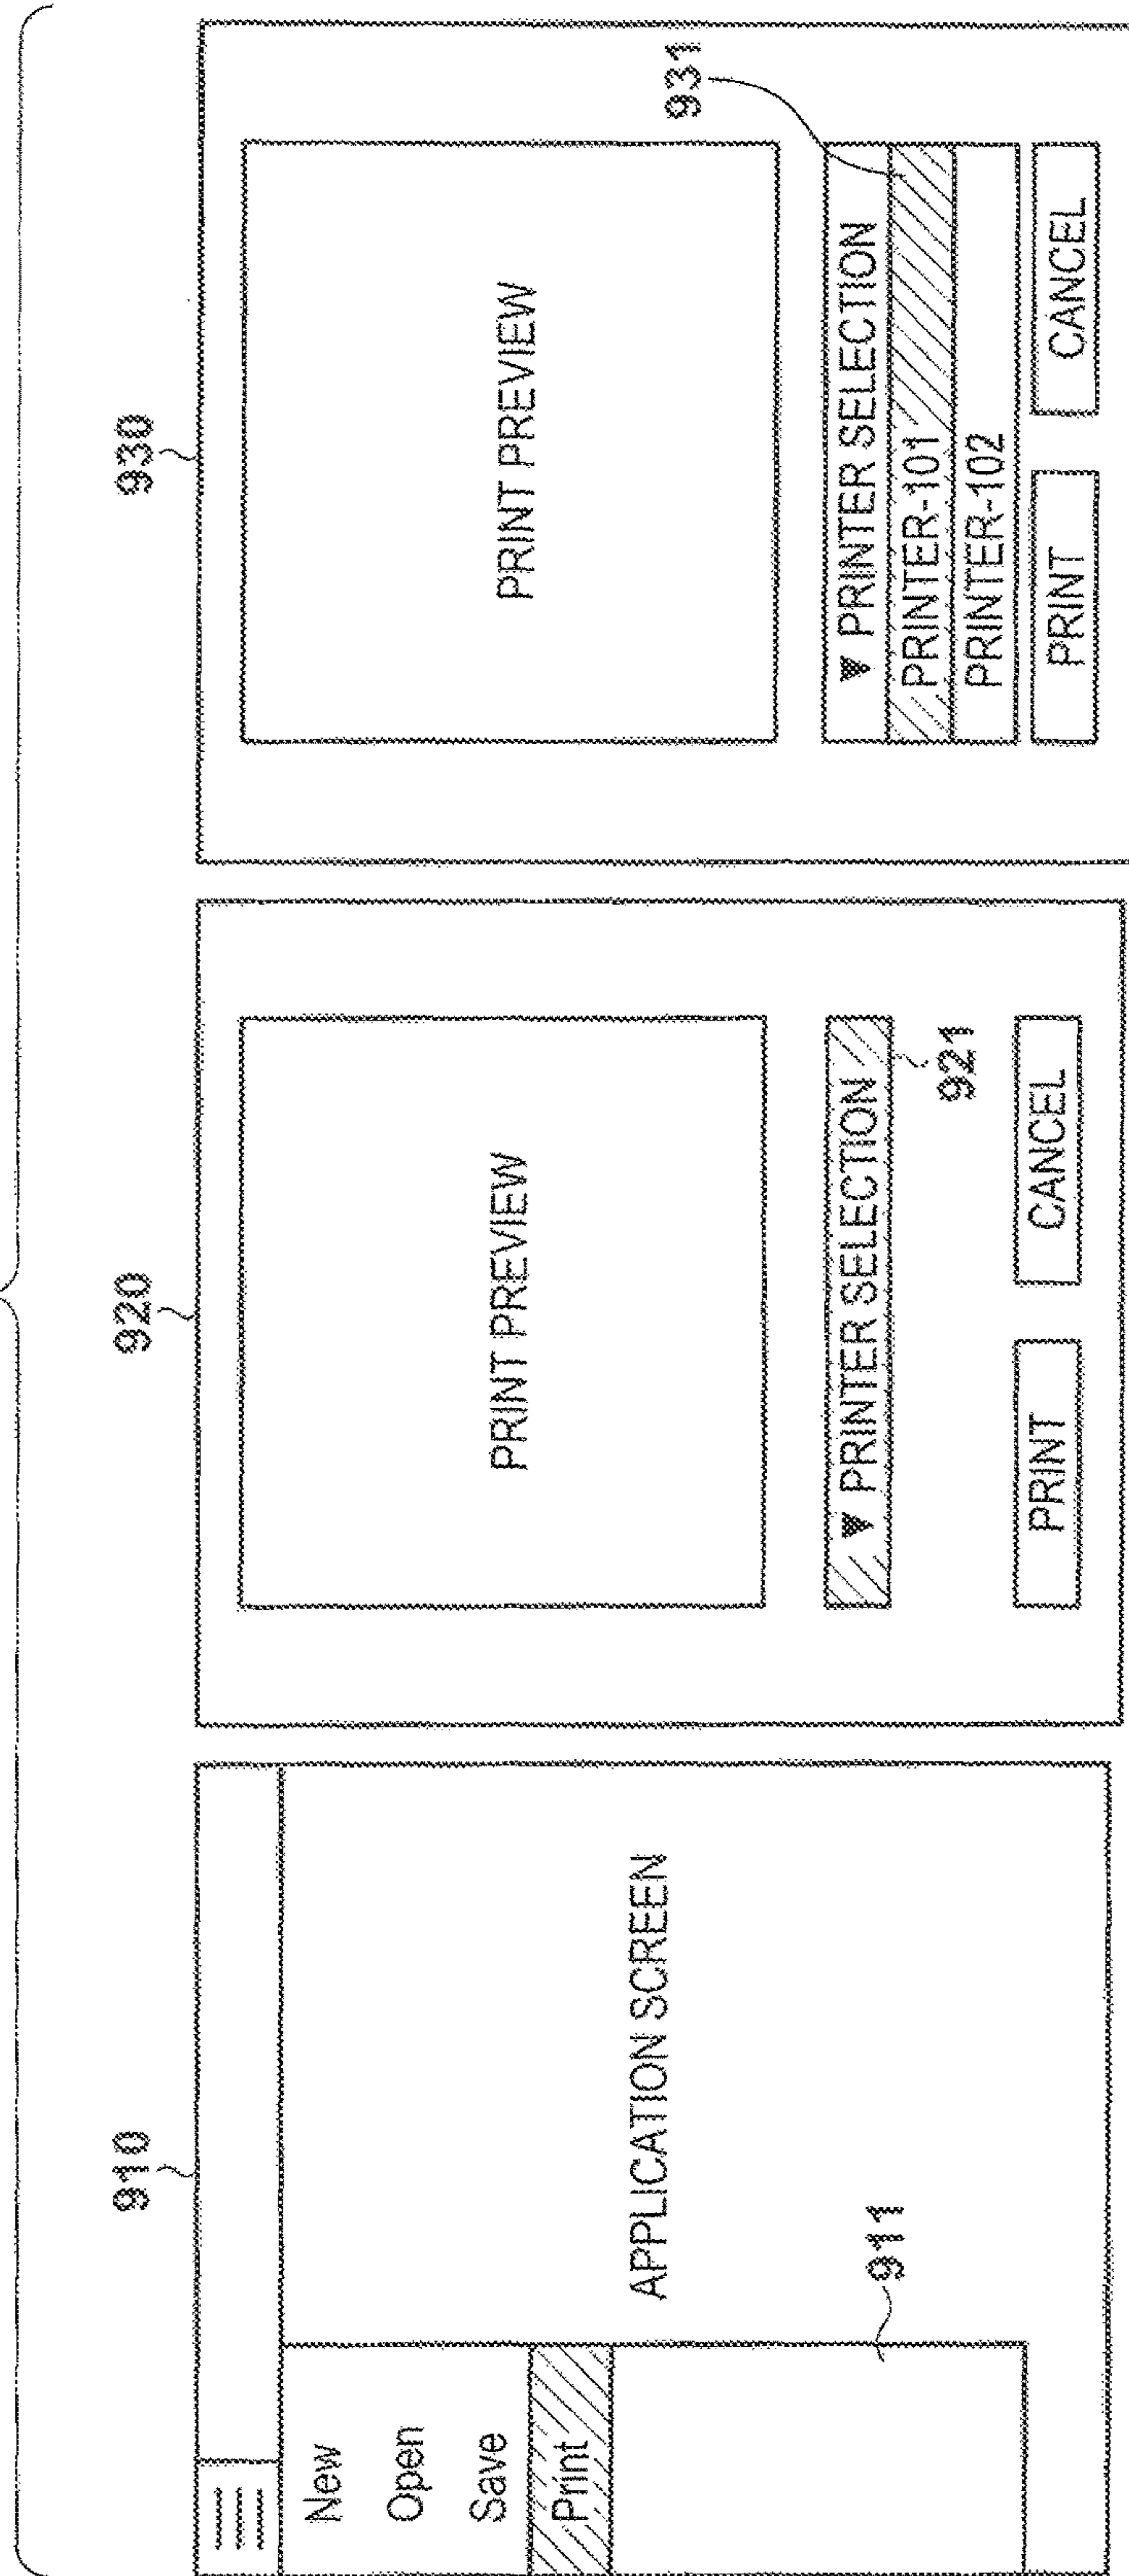 910
New
Open
Save
Print
APPLICATION SCREEN
911
920
PRINT PREVIEW
▼ PRINTER SELECTION
921
PRINT
CANCEL
930
PRINT PREVIEW
931
▼ PRINTER SELECTION
PRINTER-101
PRINTER-102
PRINT
CANCEL